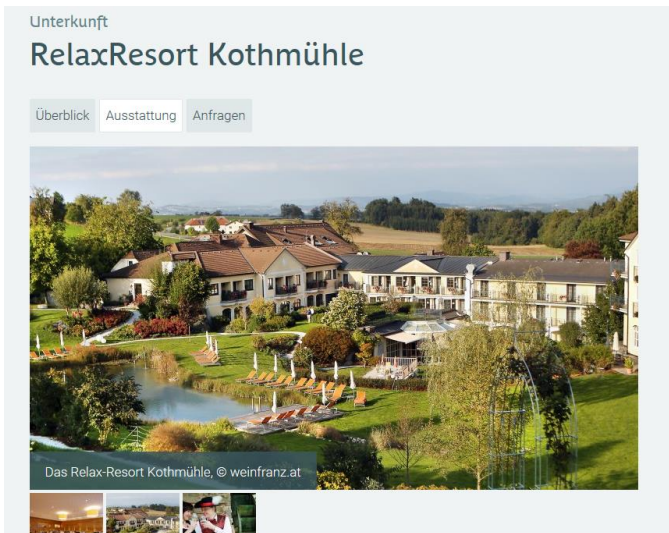 Unterkunft
RelaxResort Kothmühle
Überblick Ausstattung Anfragen
Das Relax-Resort Kothmühle, © weinfranz.at